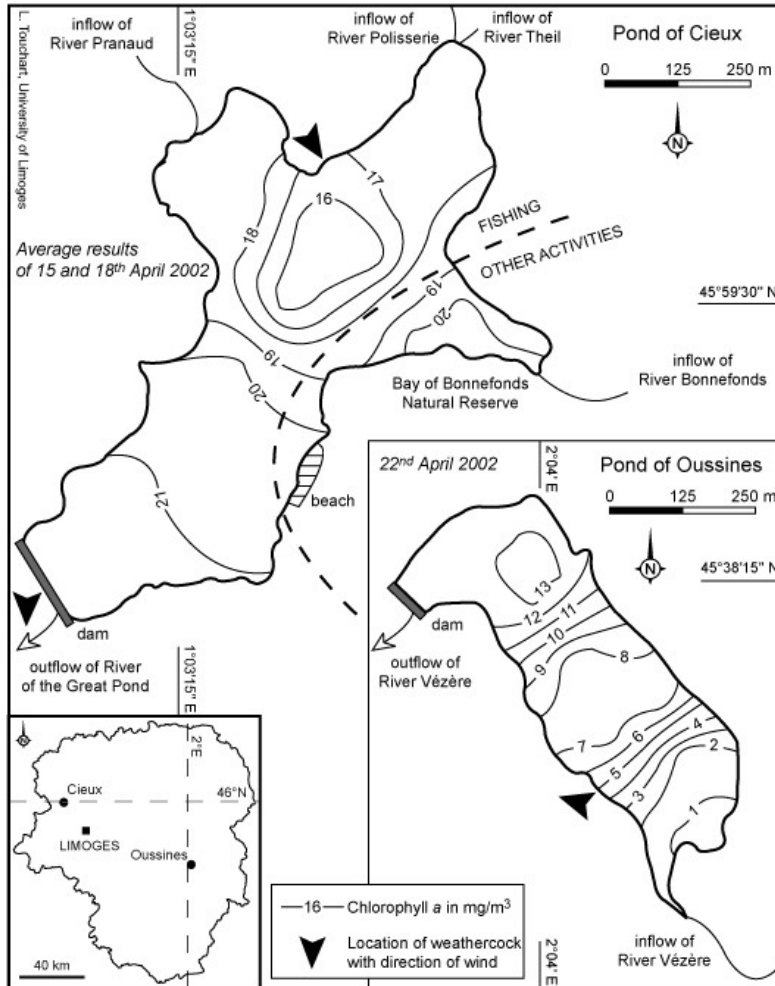 L. Touchart, University of Limoges
inflow of
River Pranaud
1°03'15" E
inflow of
River Polisserie
inflow of
River Theil
Pond of Cieux
0 125 250 m
N
17
16
18
FISHING
OTHER ACTIVITIES
Average results
of 15 and 18th April 2002
45°59'30" N
19
20
19
20
Bay of Bonnefonds
Natural Reserve
inflow of
River Bonnefonds
21
beach
dam
outflow of River
of the Great Pond
1°03'15" E
22nd April 2002
2°04' E
Pond of Oussines
0 125 250 m
N
45°38'15" N
13
12
11
10
9
8
dam
outflow of
River Vézère
7
6
5
4
3
2
1
inflow of
River Vézère
2°04' E
N
2°E
Cieux
46°N
LIMOGES
Oussines
40 km
16 Chlorophyll a in mg/m³
Location of weathercock
with direction of wind